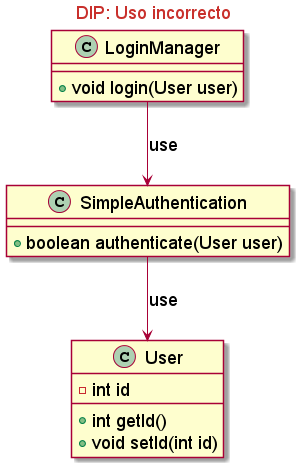 DIP: Uso incorrecto
C LoginManager
void login(User user)
use
C SimpleAuthentication
boolean authenticate(User user)
use
C User
int id
int getId()
void setId(int id)